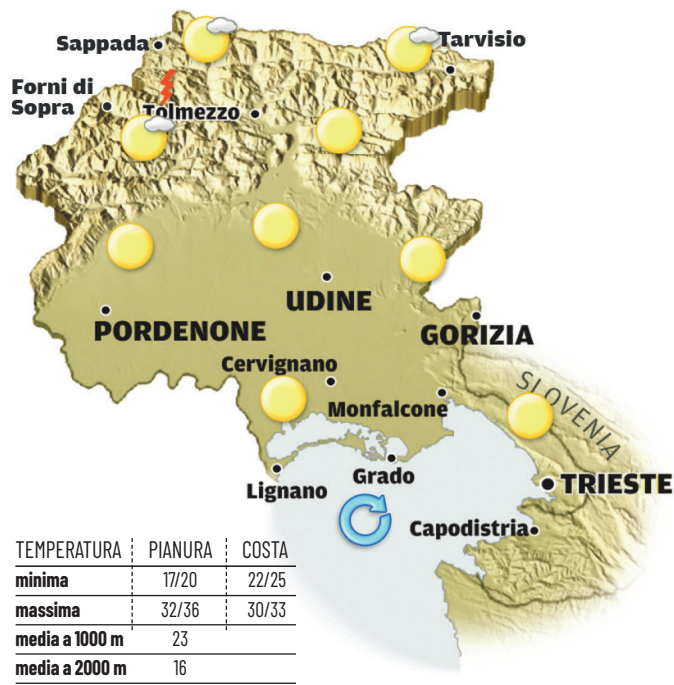 Sappada
Tarvisio
Forni di
Sopra
Tolmezzo
UDINE
PORDENONE
GORIZIA
Cervignano
SLOVENIA
Monfalcone
Grado
Lignano
TRIESTE
Capodistria
TEMPERATURA PIANURA COSTA
minima 17/20 22/25
massima 32/36 30/33
media a 1000 m 23
media a 2000 m 16